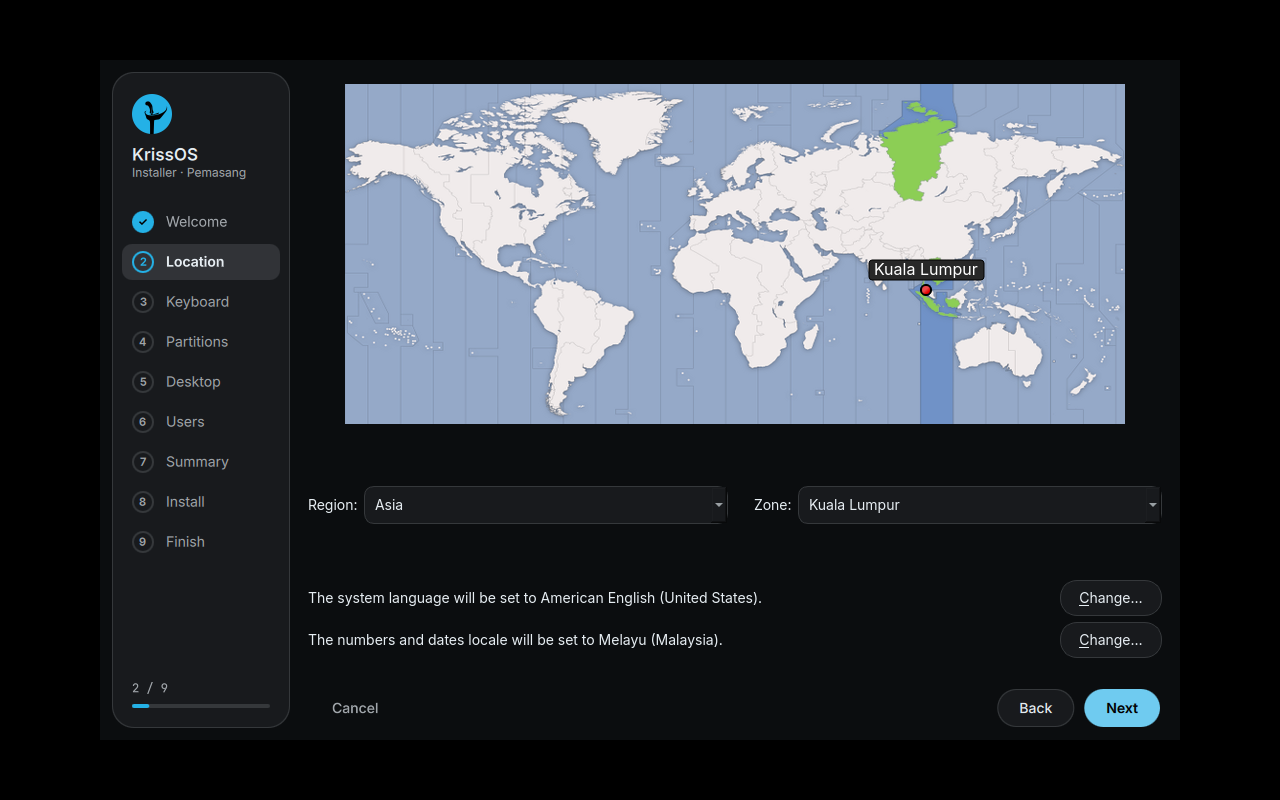 KrissOS
Installer · Pemasang
Welcome
2 Location
3 Keyboard
4 Partitions
5 Desktop
6 Users
7 Summary
8 Install
9 Finish
2 / 9
Kuala Lumpur
Region: Asia
Zone: Kuala Lumpur
The system language will be set to American English (United States).
Change...
The numbers and dates locale will be set to Melayu (Malaysia).
Change...
Cancel
Back
Next